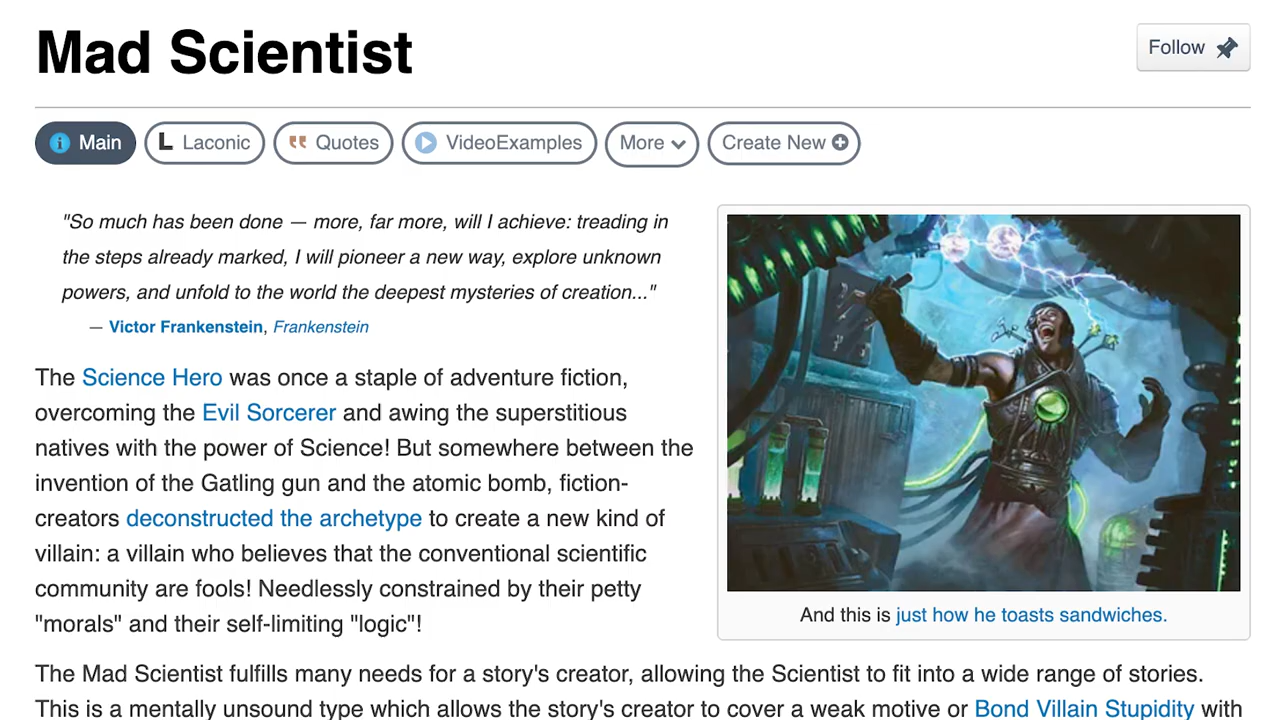 Mad Scientist
Follow
Main
Laconic
Quotes
VideoExamples
More
Create New
"So much has been done — more, far more, will I achieve: treading in
the steps already marked, I will pioneer a new way, explore unknown
powers, and unfold to the world the deepest mysteries of creation..."
— Victor Frankenstein, Frankenstein
The Science Hero was once a staple of adventure fiction,
overcoming the Evil Sorcerer and awing the superstitious
natives with the power of Science! But somewhere between the
invention of the Gatling gun and the atomic bomb, fiction-
creators deconstructed the archetype to create a new kind of
villain: a villain who believes that the conventional scientific
community are fools! Needlessly constrained by their petty
"morals" and their self-limiting "logic"!
And this is just how he toasts sandwiches.
The Mad Scientist fulfills many needs for a story's creator, allowing the Scientist to fit into a wide range of stories.
This is a mentally unsound type which allows the story's creator to cover a weak motive or Bond Villain Stupidity with